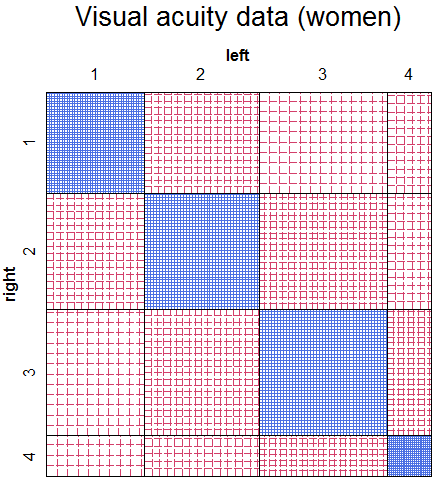 Visual acuity data (women)
left
1 2 3 4
right
1
2
3
4